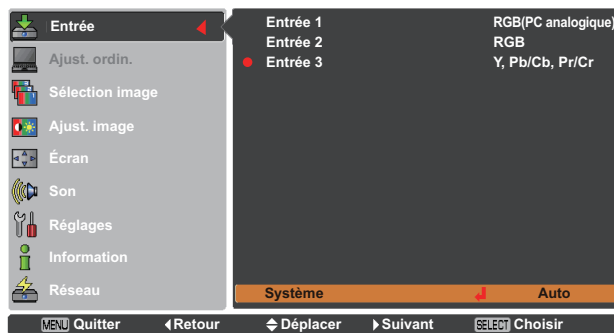 Entrée
Ajust. ordin.
Sélection image
Ajust. image
Écran
Son
Réglages
Information
Réseau
Entrée 1 RGB(PC analogique)
Entrée 2 RGB
Entrée 3 Y, Pb/Cb, Pr/Cr
Système Auto
MENU Quitter Retour Déplacer Suivant SELECT Choisir